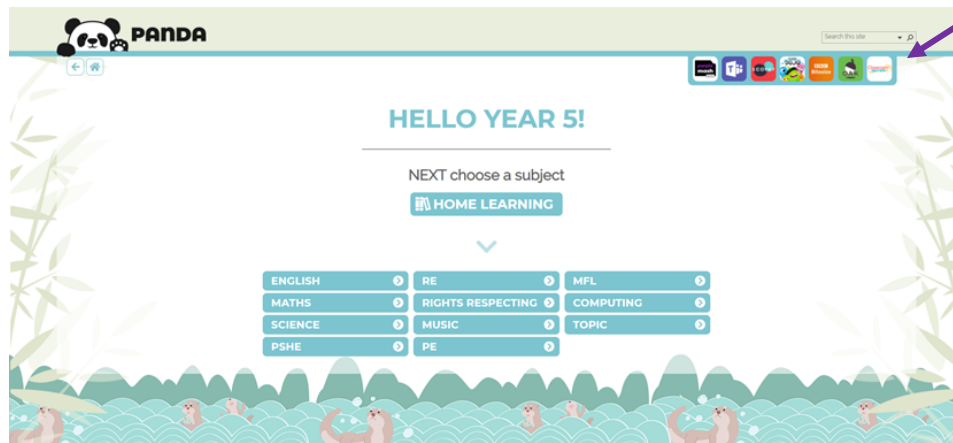 PANDA
Search this site
HELLO YEAR 5!
NEXT choose a subject
HOME LEARNING
ENGLISH
RE
MFL
MATHS
RIGHTS RESPECTING
COMPUTING
SCIENCE
MUSIC
TOPIC
PSHE
PE